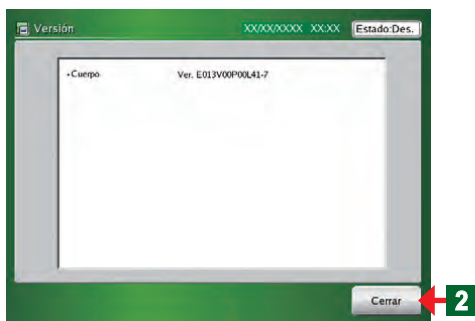 Versión XX/XX/XXXX XX:XX Estado:Des.
•Cuerpo Ver. E013V00P00L41-7
Cerrar 2